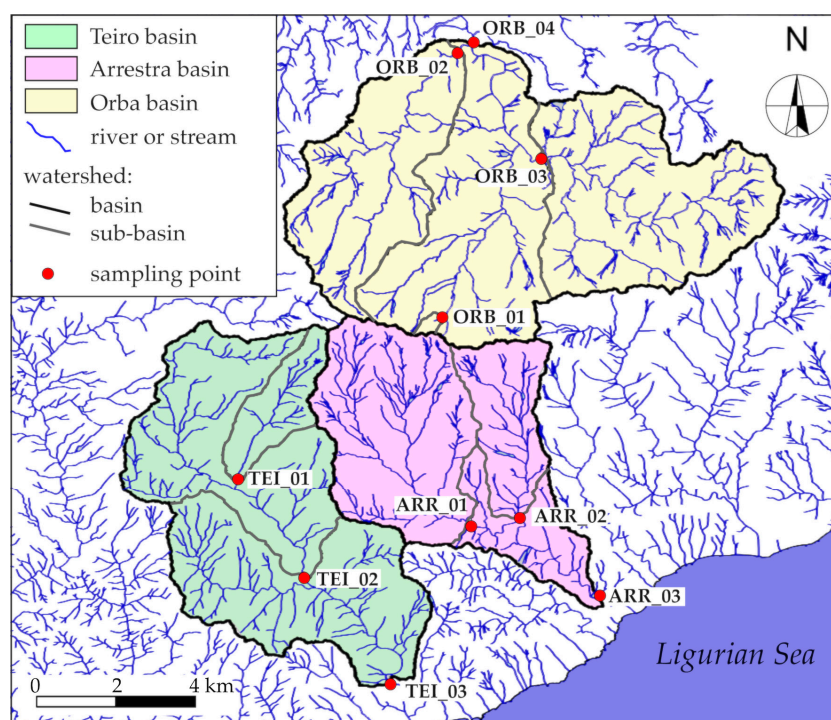 Teiro basin
Arrestra basin
Orba basin
river or stream
watershed:
basin
sub-basin
sampling point
N
ORB_04
ORB_02
ORB_03
ORB_01
TEI_01
ARR_01
ARR_02
TEI_02
ARR_03
Ligurian Sea
TEI_03
0 2 4 km